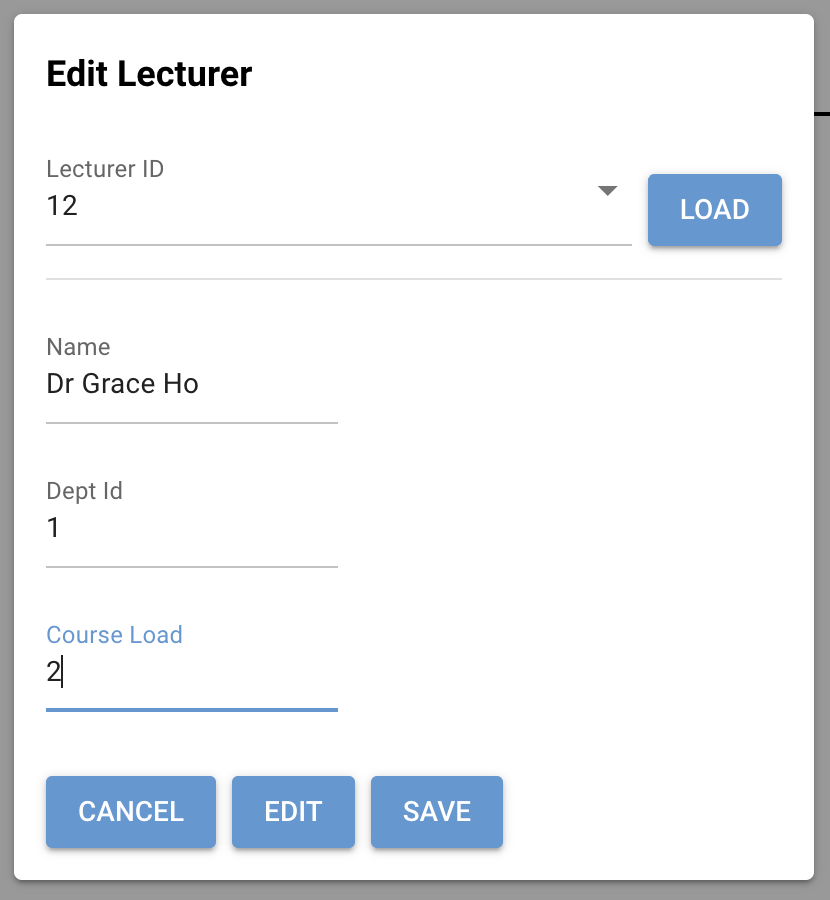 Edit Lecturer
Lecturer ID
12
LOAD
Name
Dr Grace Ho
Dept Id
1
Course Load
2
CANCEL EDIT SAVE